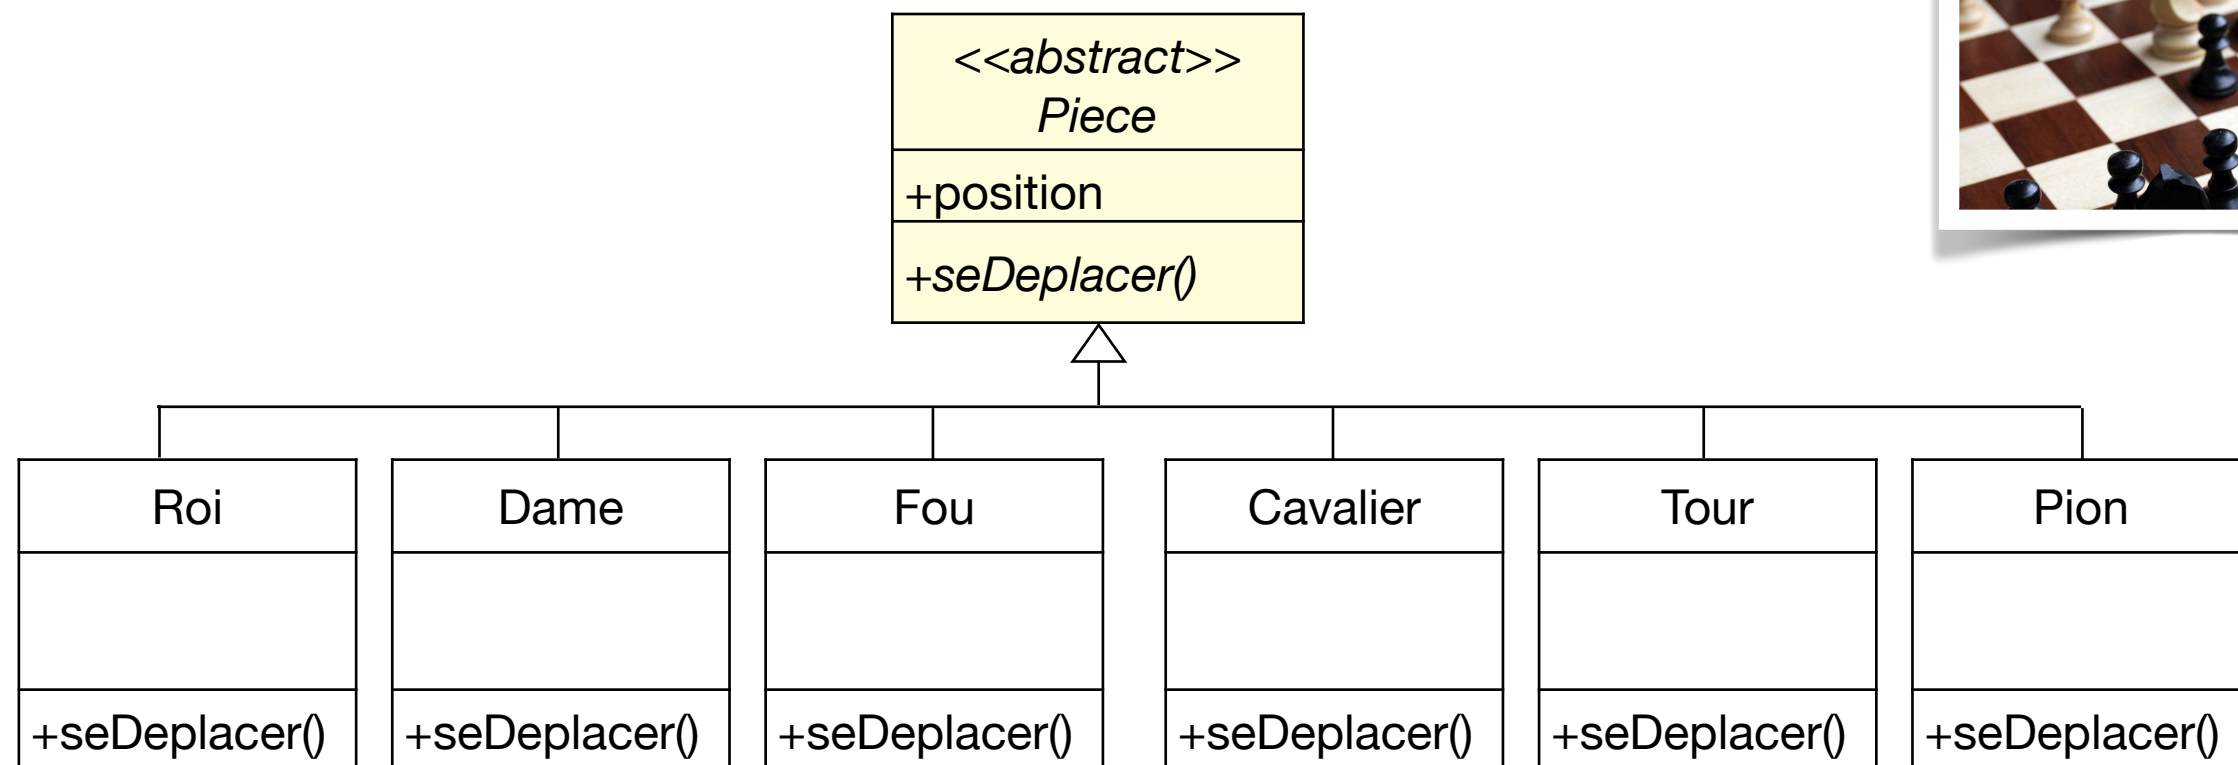 <<abstract>>
Piece
+position
+seDeplacer()
Roi
Dame
Fou
Cavalier
Tour
Pion
+seDeplacer()
+seDeplacer()
+seDeplacer()
+seDeplacer()
+seDeplacer()
+seDeplacer()